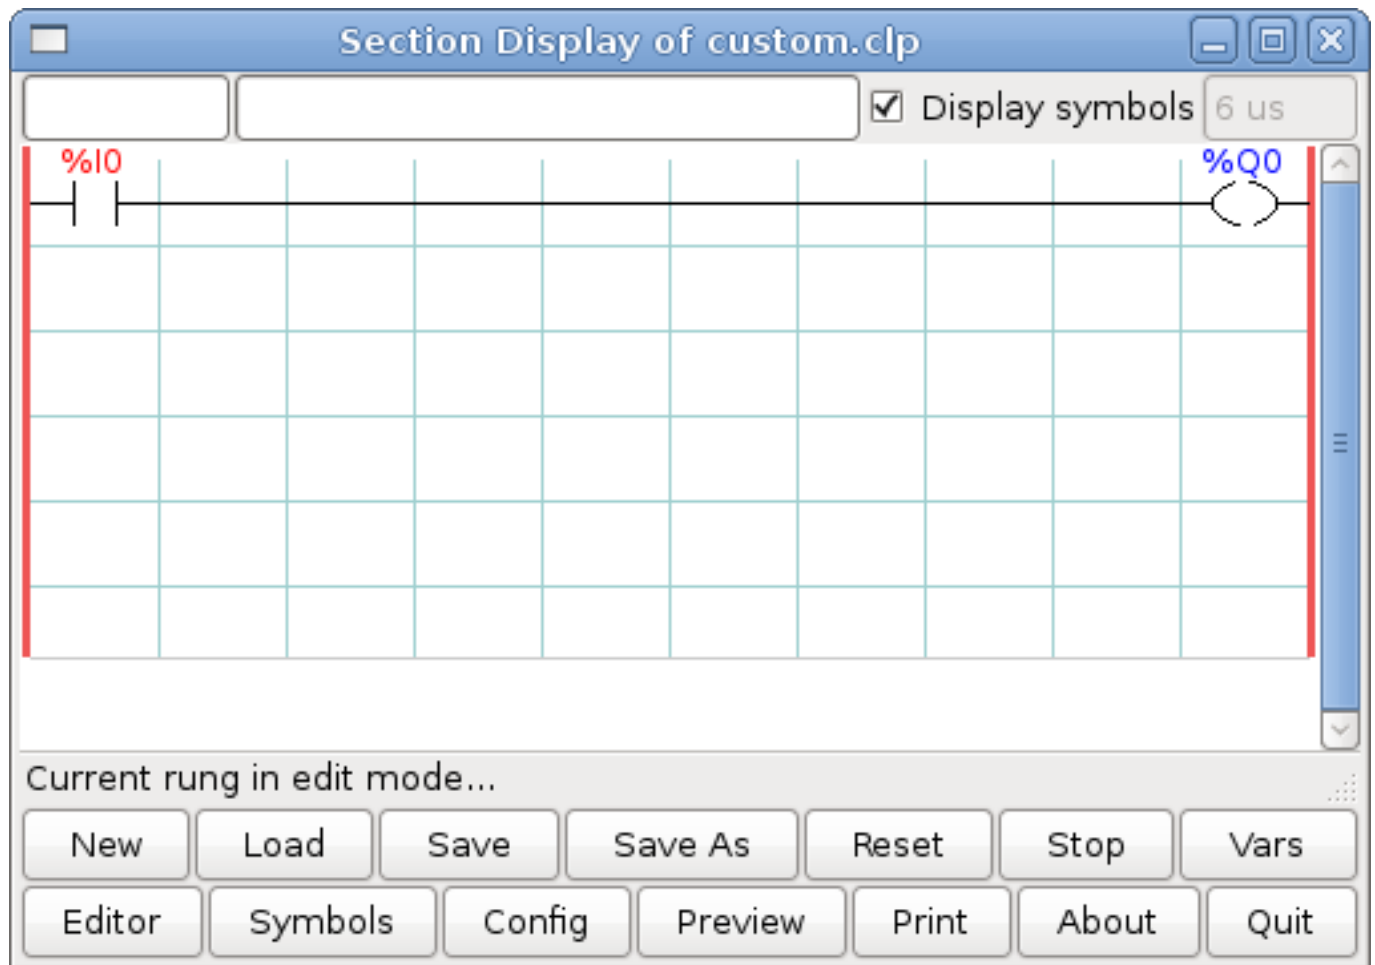 Section Display of custom.clp
Display symbols 6 us
%I0 %Q0
Current rung in edit mode...
New Load Save Save As Reset Stop Vars
Editor Symbols Config Preview Print About Quit